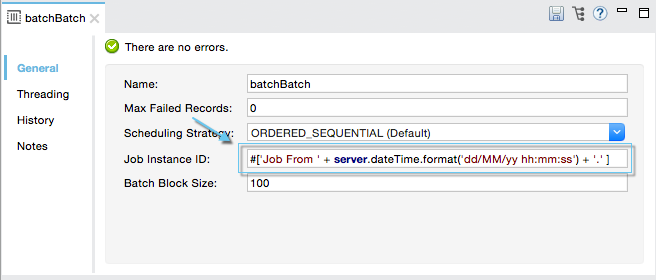 batchBatch
There are no errors.
General
Threading
History
Notes
Name: batchBatch
Max Failed Records: 0
Scheduling Strategy: ORDERED_SEQUENTIAL (Default)
Job Instance ID: #['Job From ' + server.dateTime.format('dd/MM/yy hh:mm:ss') + '.' ]
Batch Block Size: 100